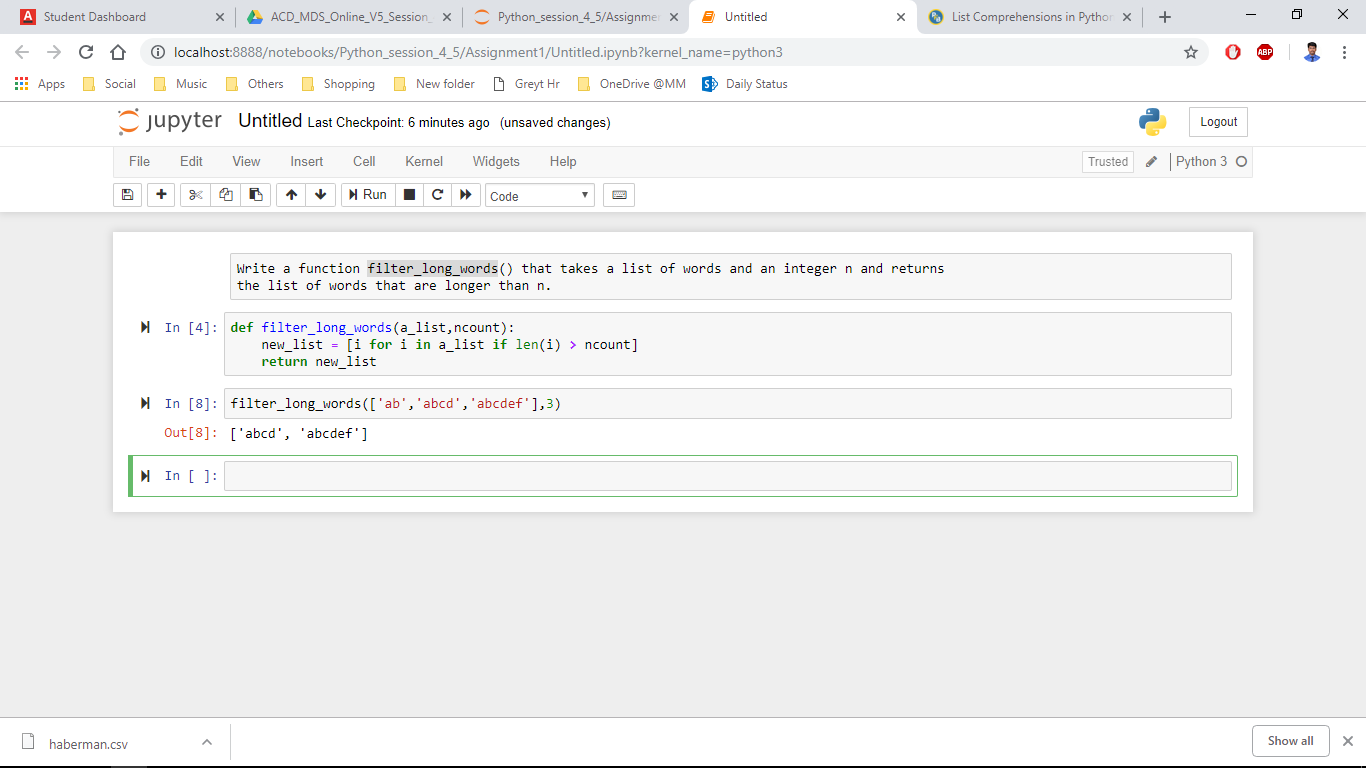 Student Dashboard
ACD_MDS_Online_V5_Session_
Python_session_4_5/Assignmen
Untitled
List Comprehensions in Python
localhost:8888/notebooks/Python_session_4_5/Assignment1/Untitled.ipynb?kernel_name=python3
ABP
Apps Social Music Others Shopping New folder Greyt Hr OneDrive @MM Daily Status
jupyter Untitled Last Checkpoint: 6 minutes ago (unsaved changes) Logout
File Edit View Insert Cell Kernel Widgets Help Trusted Python 3
Run Code
Write a function filter_long_words() that takes a list of words and an integer n and returns
the list of words that are longer than n.
In [4]: def filter_long_words(a_list,ncount):
new_list = [i for i in a_list if len(i) > ncount]
return new_list
In [8]: filter_long_words(['ab','abcd','abcdef'],3)
Out[8]: ['abcd', 'abcdef']
In [ ]:
haberman.csv Show all